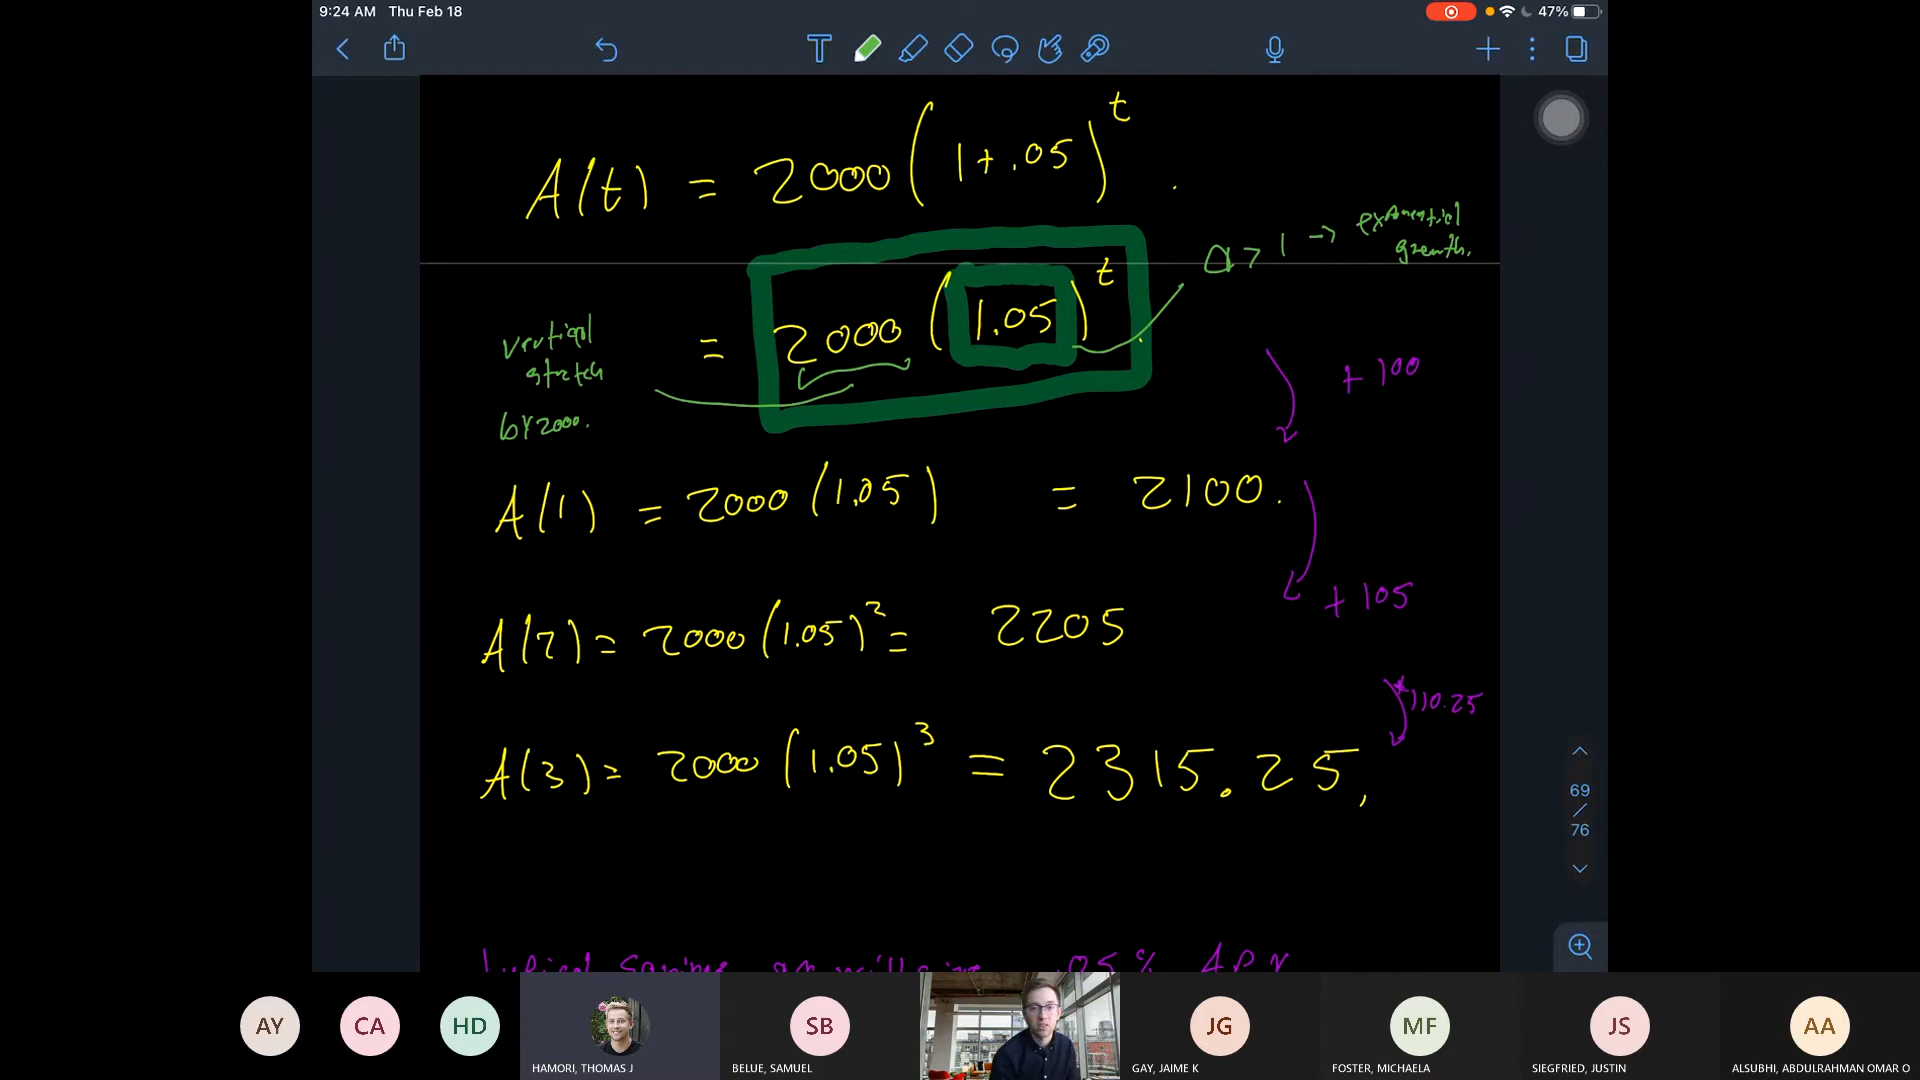 9:24 AM Thu Feb 18
47%
A(t) = 2000 (1+.05)^t .
a > 1 → exponential
growth.
= 2000 (1.05)^t .
vertical
stretch
by 2000.
+ 100
A(1) = 2000 (1.05) = 2100.
+ 105
A(2) = 2000 (1.05)^2 = 2205
+110.25
A(3) = 2000 (1.05)^3 = 2315.25,
69
/
76
.05 %
AY
CA
HD
SB
JG
MF
JS
AA
HAMORI, THOMAS J
BELUE, SAMUEL
GAY, JAIME K
FOSTER, MICHAELA
SIEGFRIED, JUSTIN
ALSUBHI, ABDULRAHMAN OMAR O